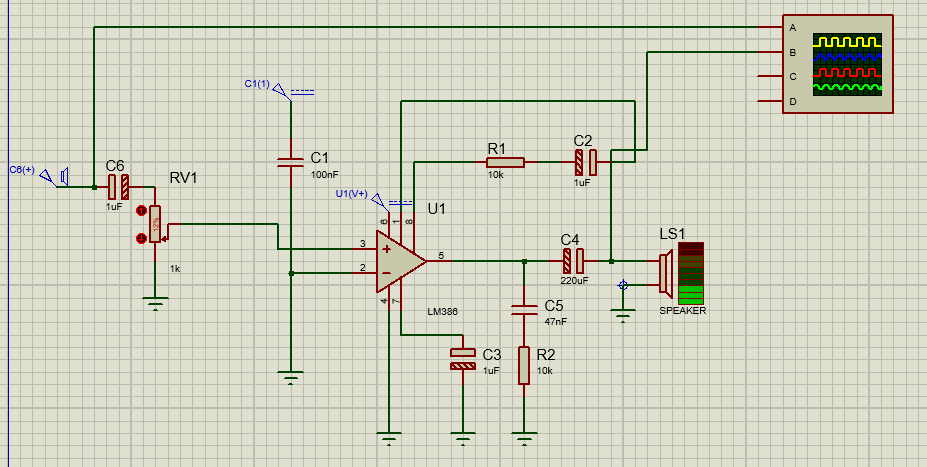 A
B
C
D
C1(1)
C6(+)
C6
1uF
RV1
12%
1k
C1
100nF
U1(V+)
R1
10k
C2
1uF
U1
6
1
8
3
2
5
4
7
LM386
C4
220uF
LS1
SPEAKER
C5
47nF
C3
1uF
R2
10k